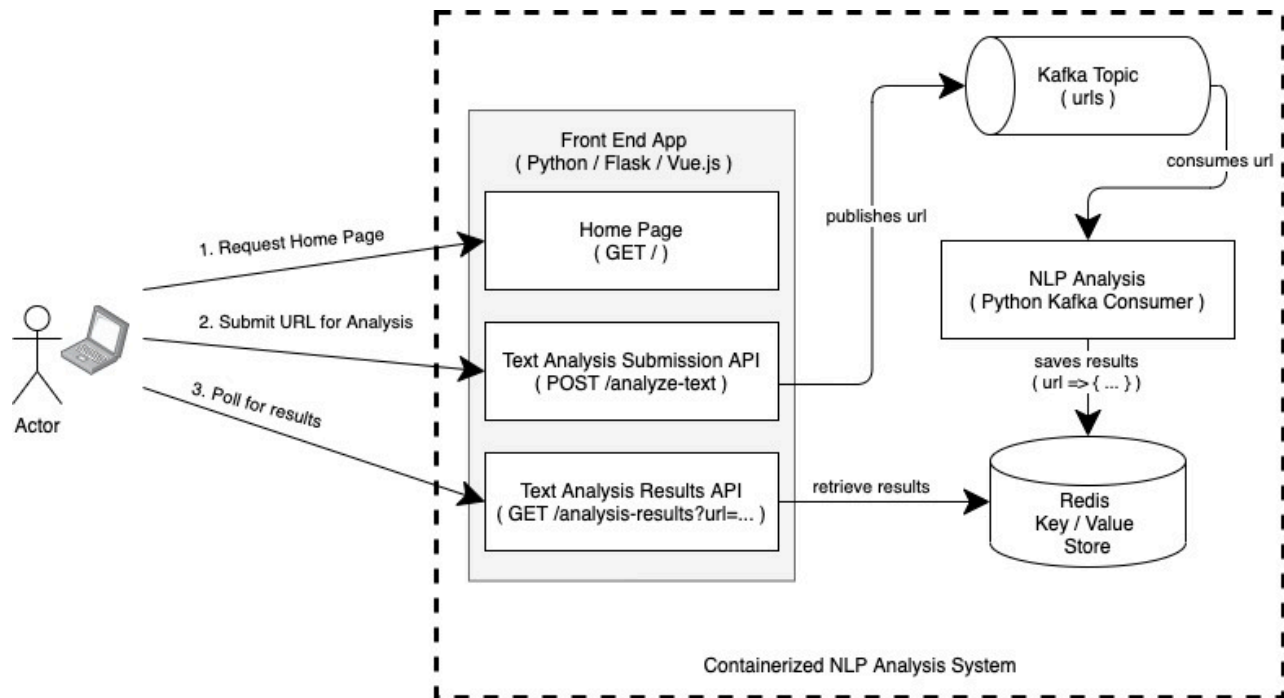 Kafka Topic
( urls )
Front End App
( Python / Flask / Vue.js )
consumes url
publishes url
1. Request Home Page
Home Page
( GET / )
NLP Analysis
( Python Kafka Consumer )
2. Submit URL for Analysis
Text Analysis Submission API
( POST /analyze-text )
saves results
( url => { ... } )
3. Poll for results
Actor
Text Analysis Results API
( GET /analysis-results?url=... )
retrieve results
Redis
Key / Value
Store
Containerized NLP Analysis System